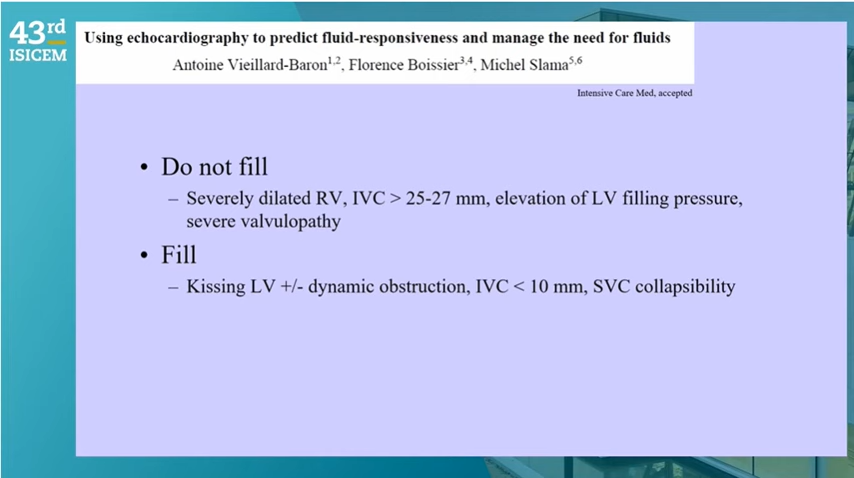 43rd
ISICEM
Using echocardiography to predict fluid-responsiveness and manage the need for fluids
Antoine Vieillard-Baron1,2, Florence Boissier3,4, Michel Slama5,6
Intensive Care Med, accepted
• Do not fill
– Severely dilated RV, IVC > 25-27 mm, elevation of LV filling pressure,
severe valvulopathy
• Fill
– Kissing LV +/- dynamic obstruction, IVC < 10 mm, SVC collapsibility